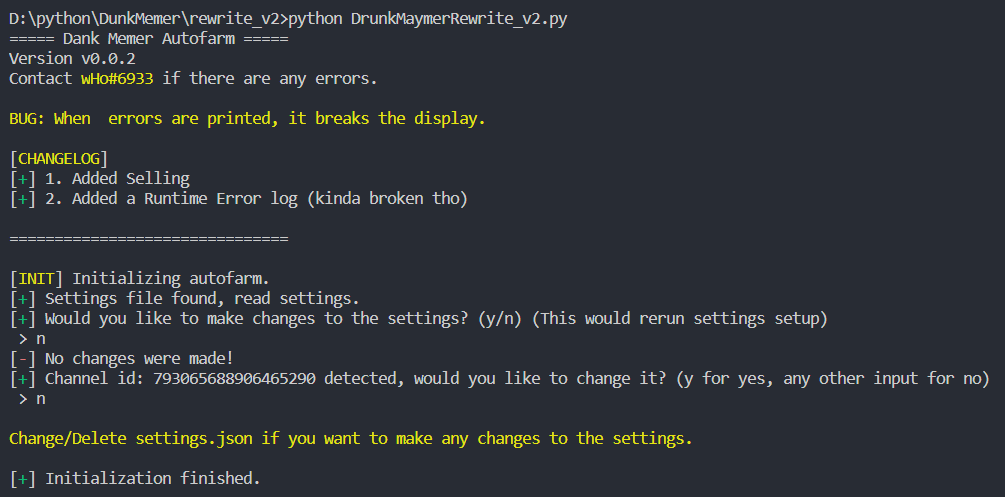 D:\python\DunkMemer\rewrite_v2>python DrunkMaymerRewrite_v2.py
===== Dank Memer Autofarm =====
Version v0.0.2
Contact wHo#6933 if there are any errors.
BUG: When  errors are printed, it breaks the display.
[CHANGELOG]
[+] 1. Added Selling
[+] 2. Added a Runtime Error log (kinda broken tho)
===============================
[INIT] Initializing autofarm.
[+] Settings file found, read settings.
[+] Would you like to make changes to the settings? (y/n) (This would rerun settings setup)
 > n
[-] No changes were made!
[+] Channel id: 793065688906465290 detected, would you like to change it? (y for yes, any other input for no)
 > n
Change/Delete settings.json if you want to make any changes to the settings.
[+] Initialization finished.